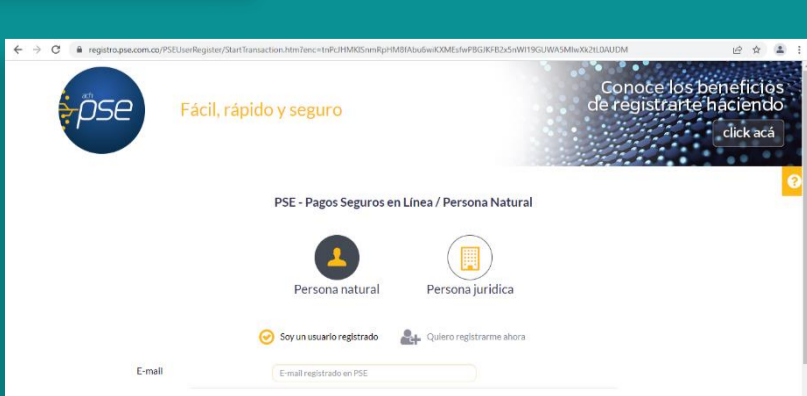 registro.pse.com.co/PSEUserRegister/StartTransaction.htm?enc=
ach
pse
Fácil, rápido y seguro
Conoce los beneficios
de registrarte haciendo
click acá
?
PSE - Pagos Seguros en Línea / Persona Natural
Persona natural Persona jurídica
Soy un usuario registrado Quiero registrarme ahora
E-mail E-mail registrado en PSE